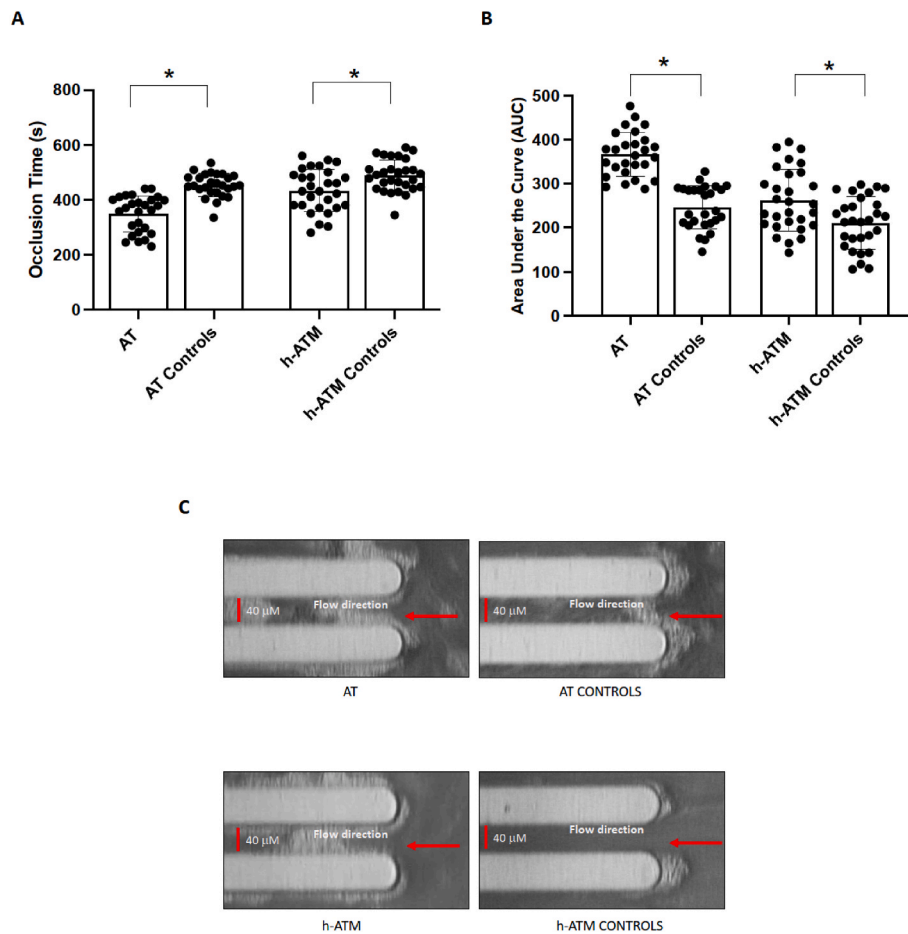 A
B
*
*
Occlusion Time (s)
800
600
400
200
0
AT
AT Controls
h-ATM
h-ATM Controls
*
*
Area Under the Curve (AUC)
500
400
300
200
100
0
AT
AT Controls
h-ATM
h-ATM Controls
C
40 µM
Flow direction
AT
40 µM
Flow direction
AT CONTROLS
40 µM
Flow direction
h-ATM
40 µM
Flow direction
h-ATM CONTROLS